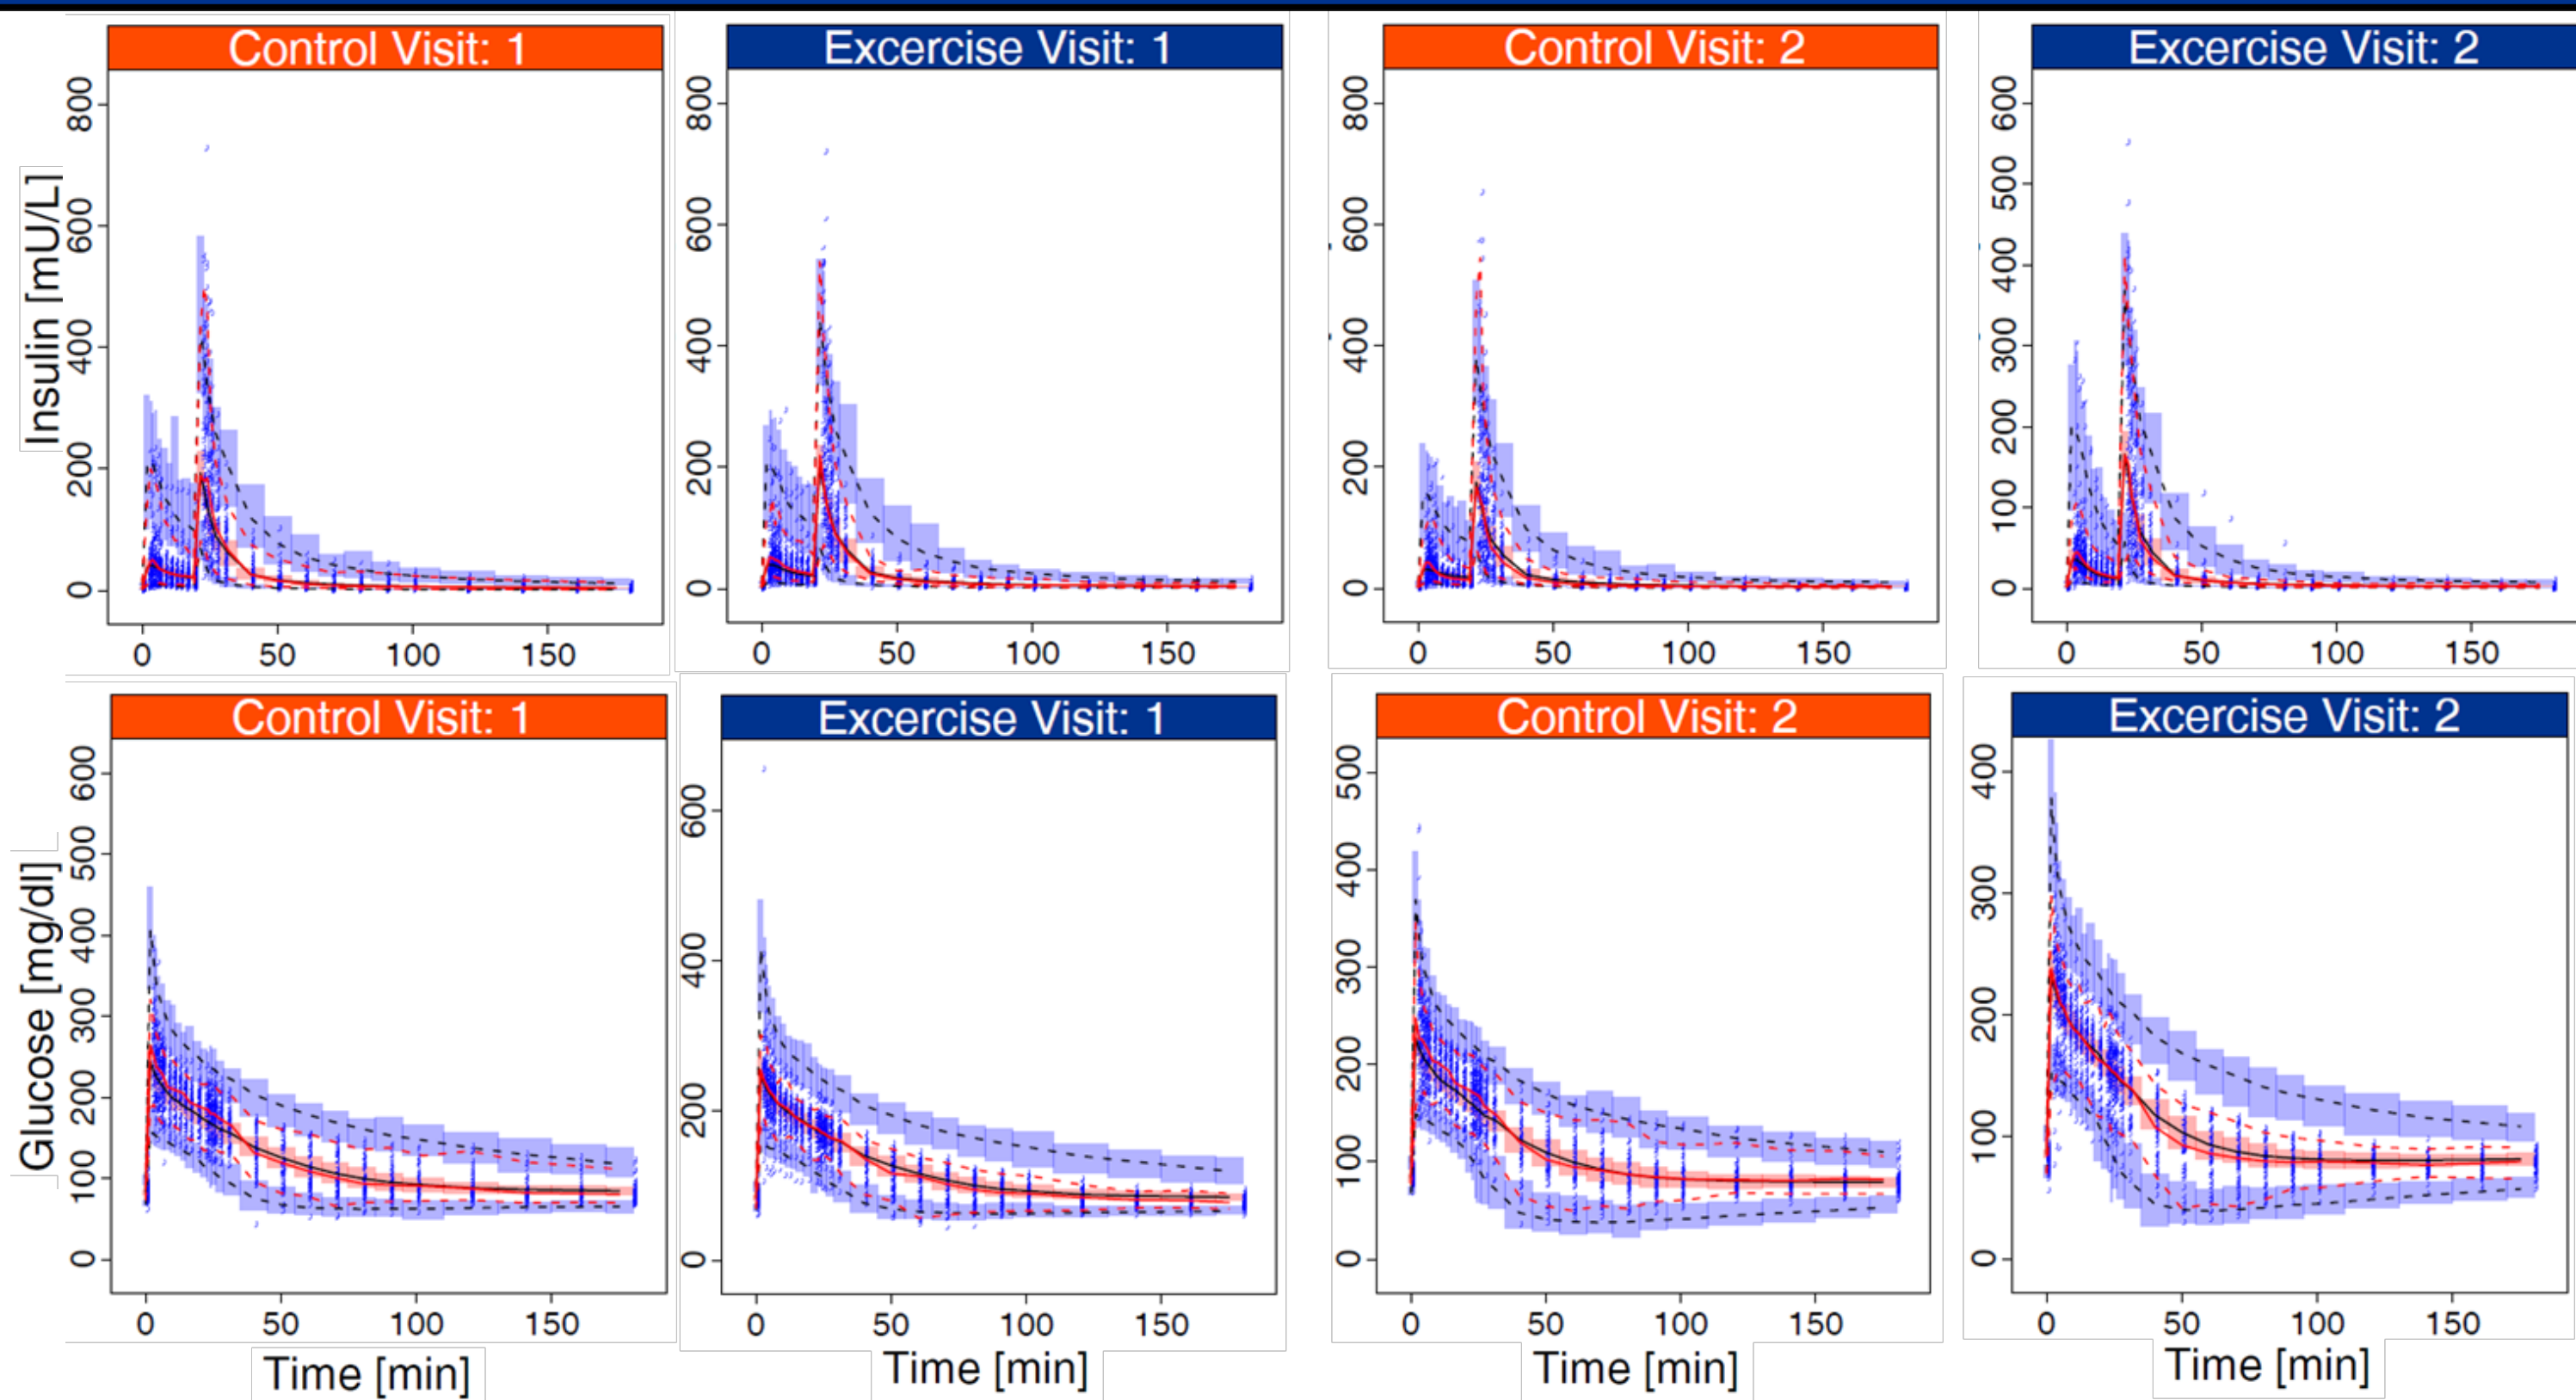 Control Visit: 1
Excercise Visit: 1
Control Visit: 2
Excercise Visit: 2
Insulin [mU/L]
800
600
400
200
0
0 50 100 150
800
600
400
200
0
0 50 100 150
800
600
400
200
0
0 50 100 150
600
500
400
300
200
100
0
0 50 100 150
Control Visit: 1
Excercise Visit: 1
Control Visit: 2
Excercise Visit: 2
Glucose [mg/dl]
600
500
400
300
200
100
0
0 50 100 150
Time [min]
600
400
200
0
0 50 100 150
Time [min]
500
400
300
200
100
0
0 50 100 150
Time [min]
400
300
200
100
0
0 50 100 150
Time [min]